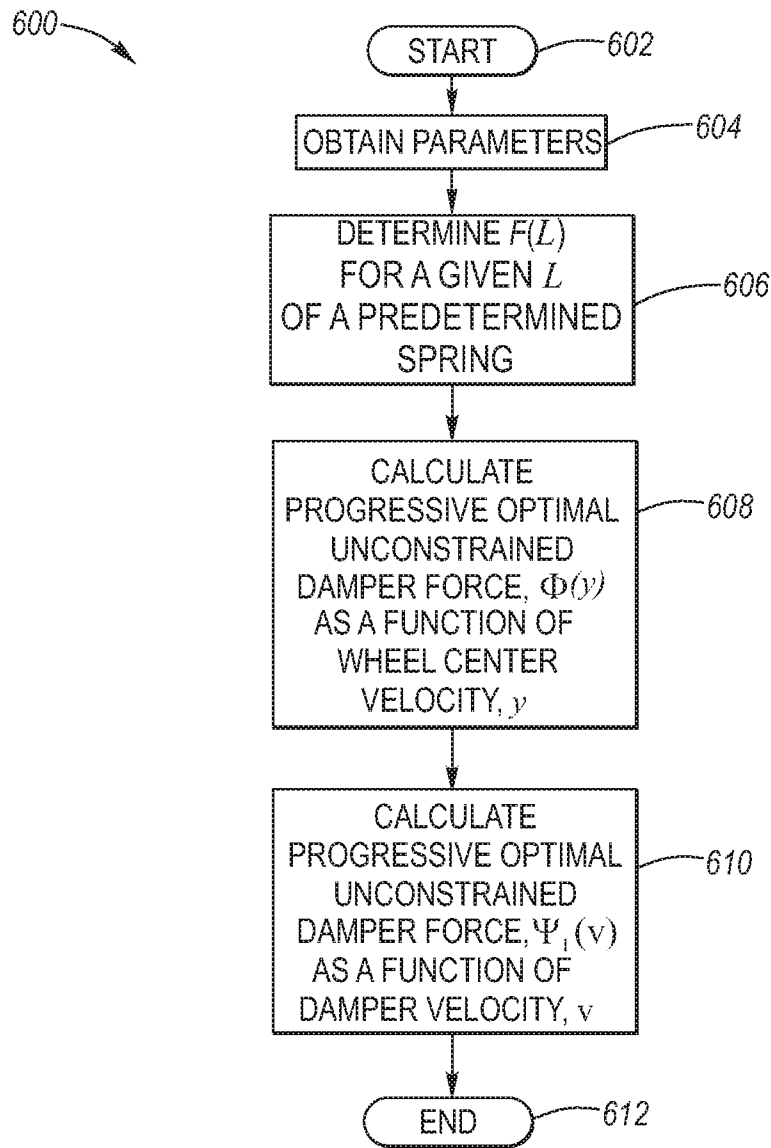 600
START
602
OBTAIN PARAMETERS
604
DETERMINE F(L)
FOR A GIVEN L
OF A PREDETERMINED
SPRING
606
CALCULATE
PROGRESSIVE OPTIMAL
UNCONSTRAINED
DAMPER FORCE, Φ(y)
AS A FUNCTION OF
WHEEL CENTER
VELOCITY, y
608
CALCULATE
PROGRESSIVE OPTIMAL
UNCONSTRAINED
DAMPER FORCE, Ψ₁(v)
AS A FUNCTION OF
DAMPER VELOCITY, v
610
END
612